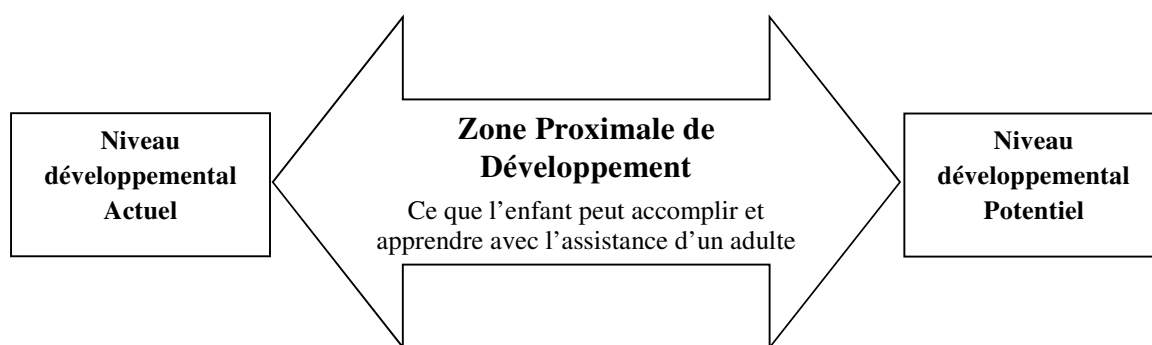 Niveau
développemental
Actuel
Zone Proximale de
Développement
Ce que l’enfant peut accomplir et
apprendre avec l’assistance d’un adulte
Niveau
développemental
Potentiel